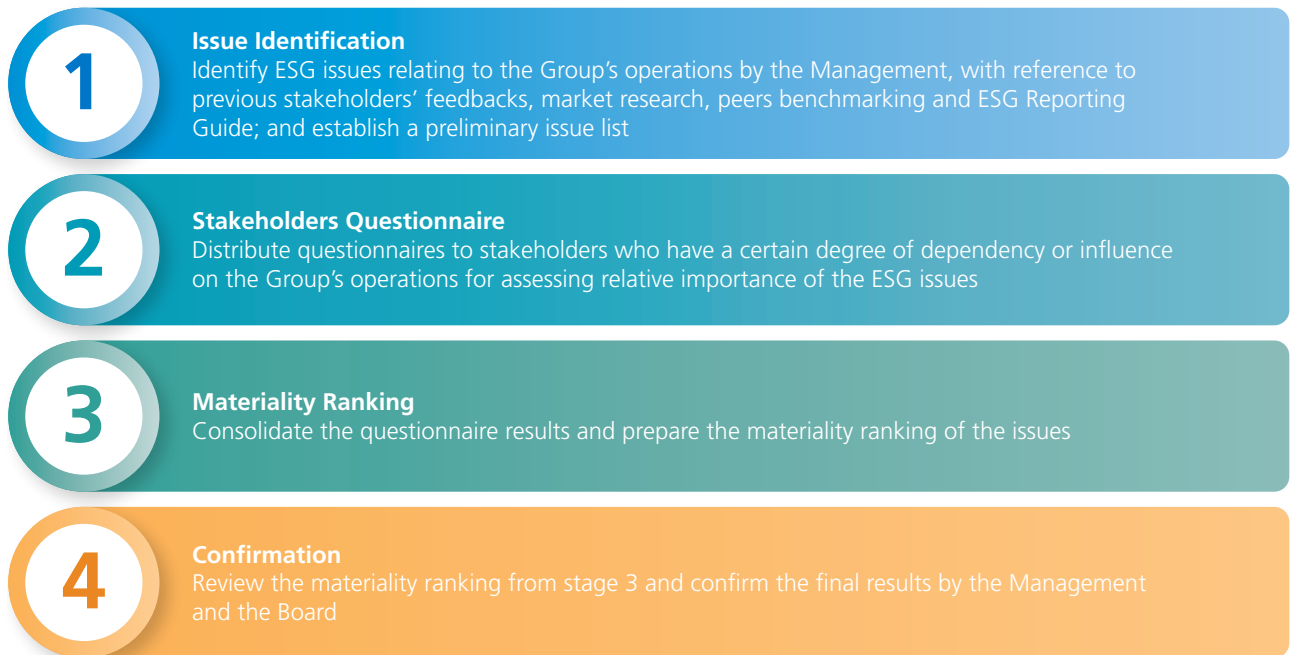 1
Issue Identification
Identify ESG issues relating to the Group’s operations by the Management, with reference to
previous stakeholders’ feedbacks, market research, peers benchmarking and ESG Reporting
Guide; and establish a preliminary issue list
2
Stakeholders Questionnaire
Distribute questionnaires to stakeholders who have a certain degree of dependency or influence
on the Group’s operations for assessing relative importance of the ESG issues
3
Materiality Ranking
Consolidate the questionnaire results and prepare the materiality ranking of the issues
4
Confirmation
Review the materiality ranking from stage 3 and confirm the final results by the Management
and the Board